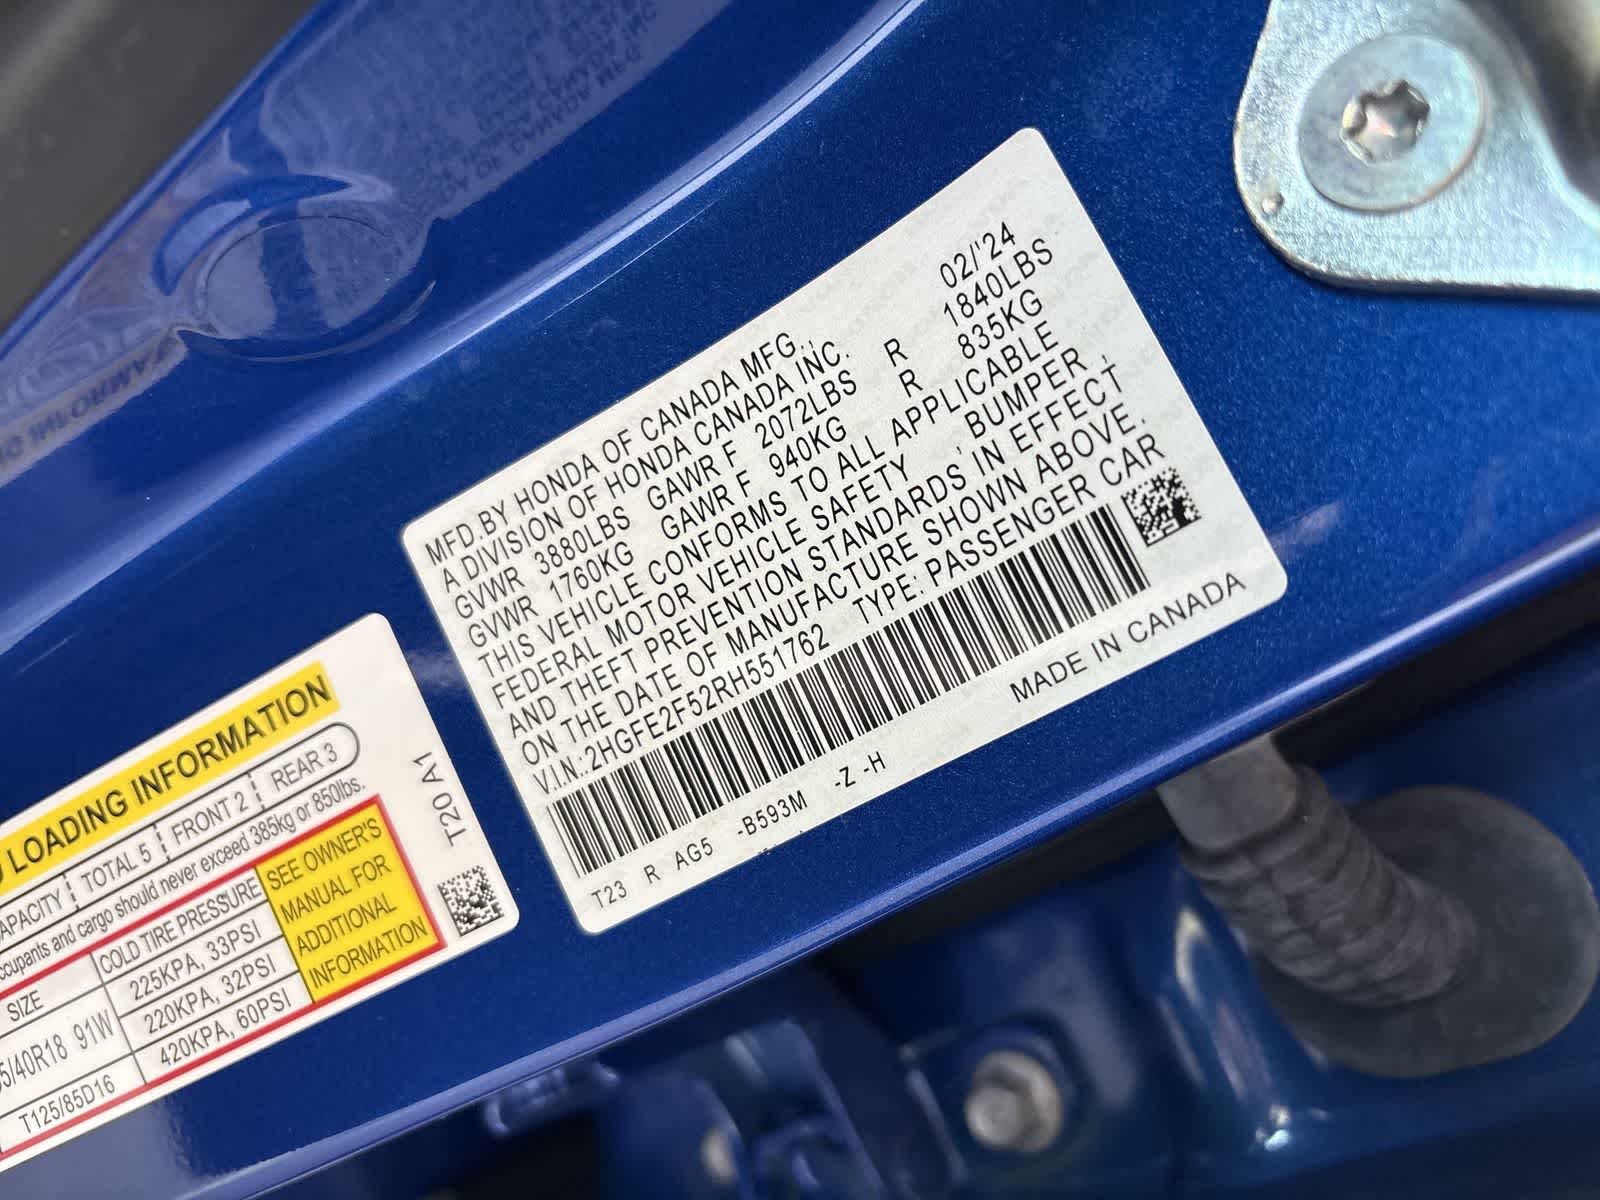 MFD.BY HONDA OF CANADA MFG.,
A DIVISION OF HONDA CANADA INC.
02/'24
GVWR 3880LBS GAWR F 2072LBS R 1840LBS
GVWR 1760KG GAWR F 940KG R 835KG
THIS VEHICLE CONFORMS TO ALL APPLICABLE
FEDERAL MOTOR VEHICLE SAFETY , BUMPER ,
AND THEFT PREVENTION STANDARDS IN EFFECT
ON THE DATE OF MANUFACTURE SHOWN ABOVE.
V.I.N.:2HGFE2F52RH551762 TYPE: PASSENGER CAR
T23 R AG5 -B593M -Z -H
MADE IN CANADA
LOADING INFORMATION
TOTAL 5 FRONT 2 REAR 3
and cargo should never exceed 385kg or 850lbs.
SIZE COLD TIRE PRESSURE
225KPA, 33PSI
91W 220KPA, 32PSI
T125/85D16 420KPA, 60PSI
SEE OWNER'S
MANUAL FOR
ADDITIONAL
INFORMATION
T20 A1